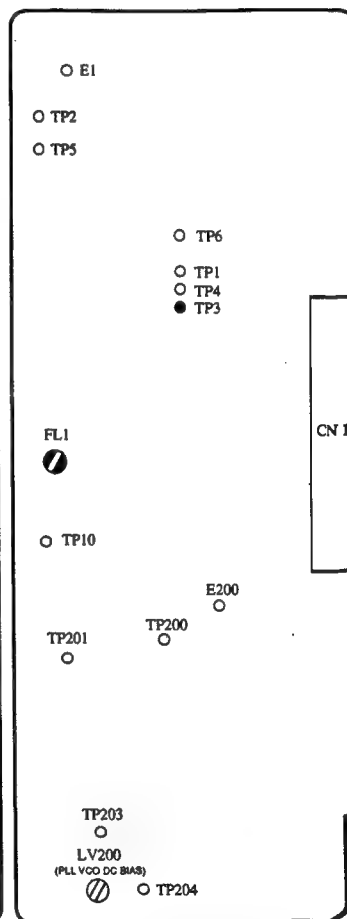 E1
TP2
TP5
TP6
TP1
TP4
TP3
CN 1
FL1
TP10
E200
TP200
TP201
TP203
LV200
(PLL VCO DC BIAS)
TP204